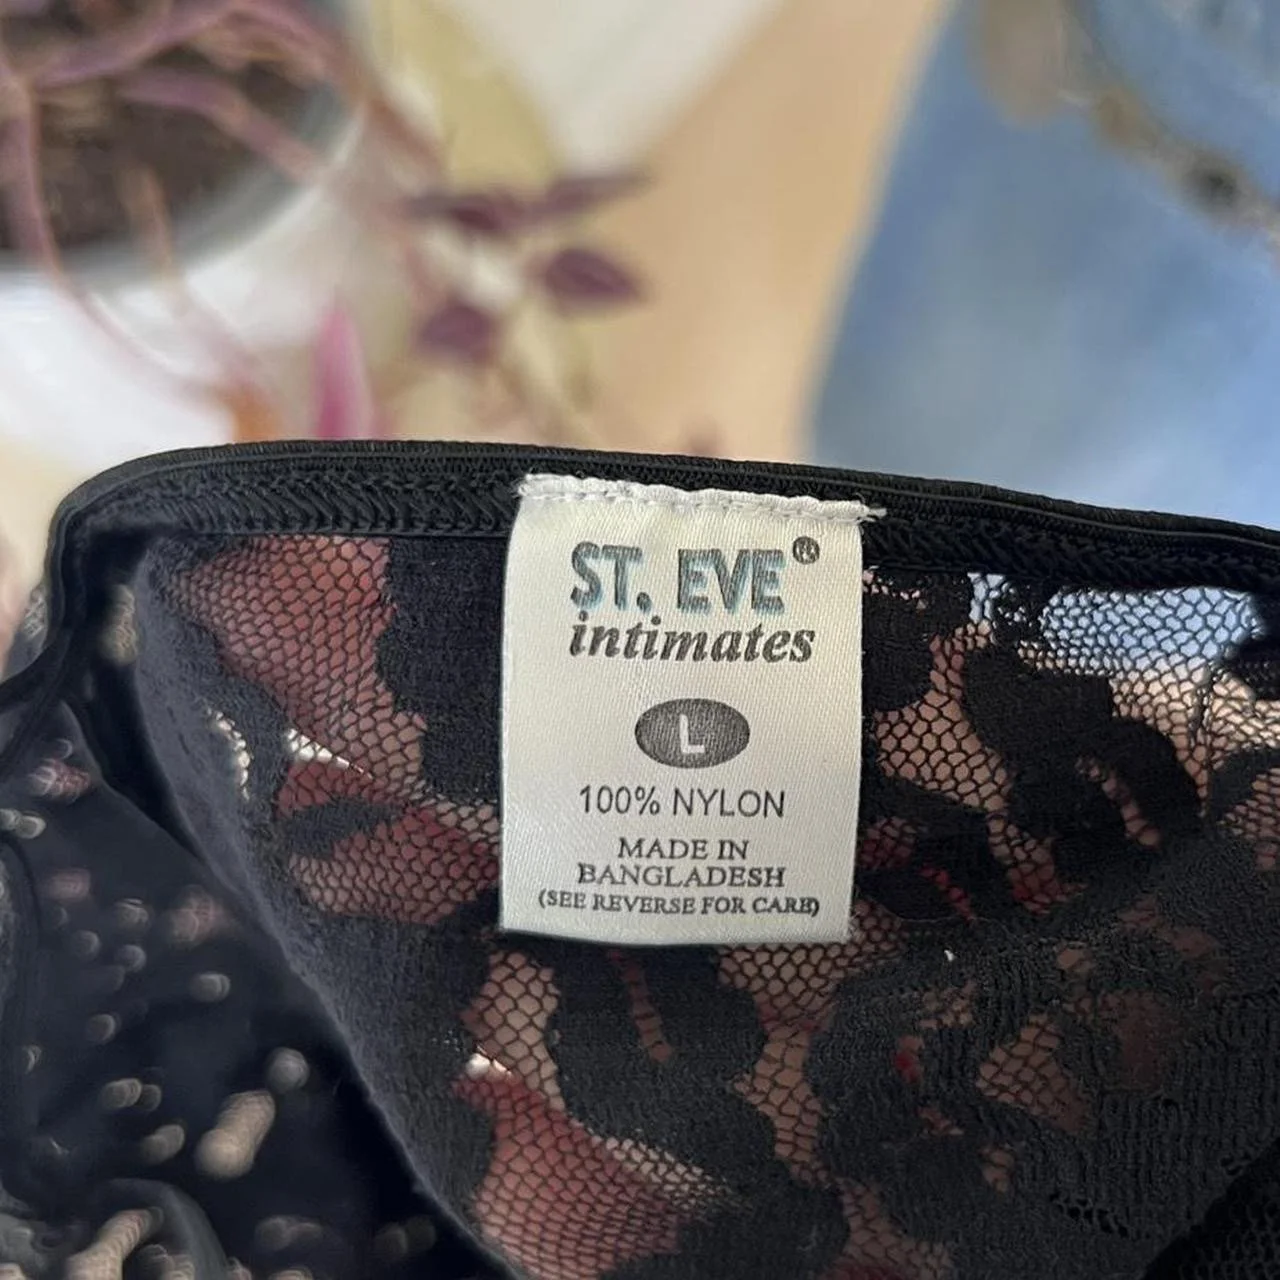 ST. EVE®
intimates
L
100% NYLON
MADE IN
BANGLADESH
(SEE REVERSE FOR CARE)